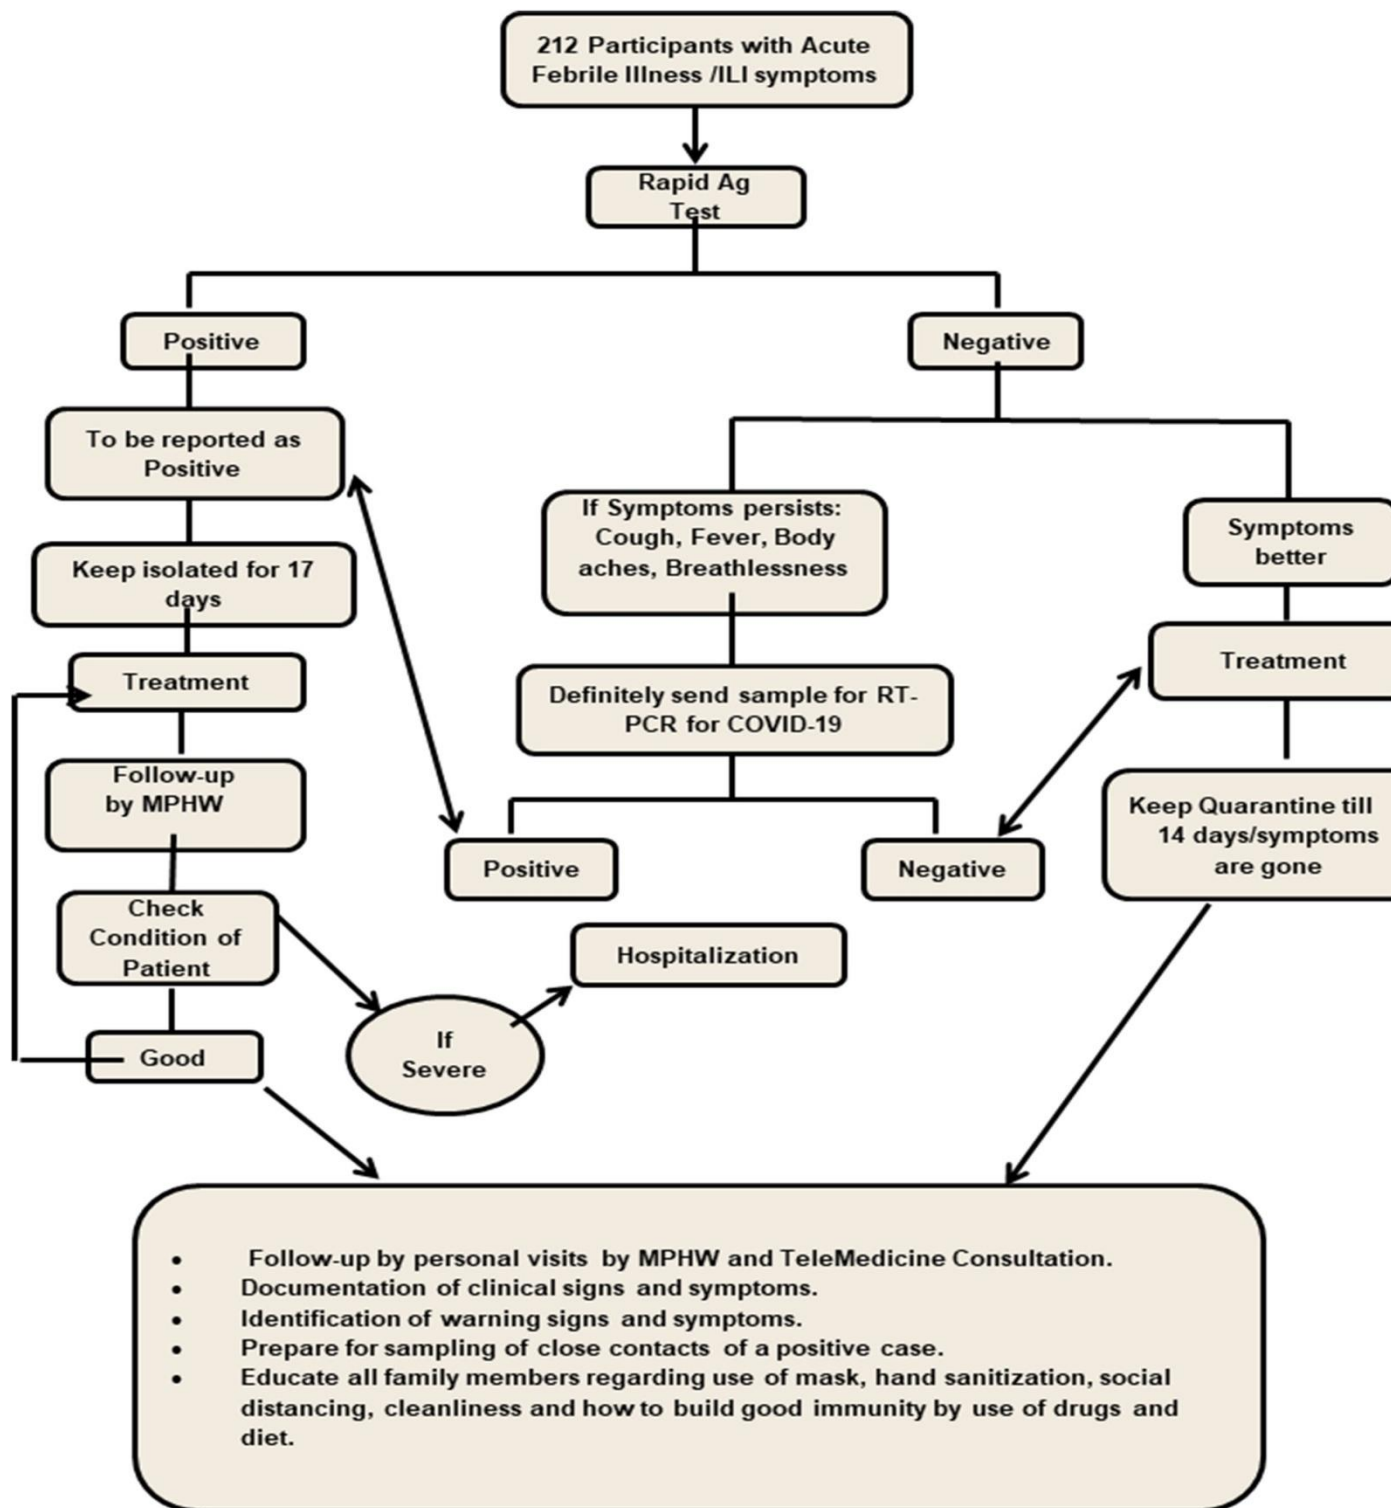 212 Participants with Acute
Febrile Illness /ILI symptoms
Rapid Ag
Test
Positive
Negative
To be reported as
Positive
If Symptoms persists:
Cough, Fever, Body
aches, Breathlessness
Symptoms
better
Keep isolated for 17
days
Treatment
Treatment
Definitely send sample for RT-
PCR for COVID-19
Follow-up
by MPHW
Keep Quarantine till
14 days/symptoms
are gone
Positive
Negative
Check
Condition of
Patient
Hospitalization
If
Severe
Good
• Follow-up by personal visits by MPHW and TeleMedicine Consultation.
• Documentation of clinical signs and symptoms.
• Identification of warning signs and symptoms.
• Prepare for sampling of close contacts of a positive case.
• Educate all family members regarding use of mask, hand sanitization, social
distancing, cleanliness and how to build good immunity by use of drugs and
diet.